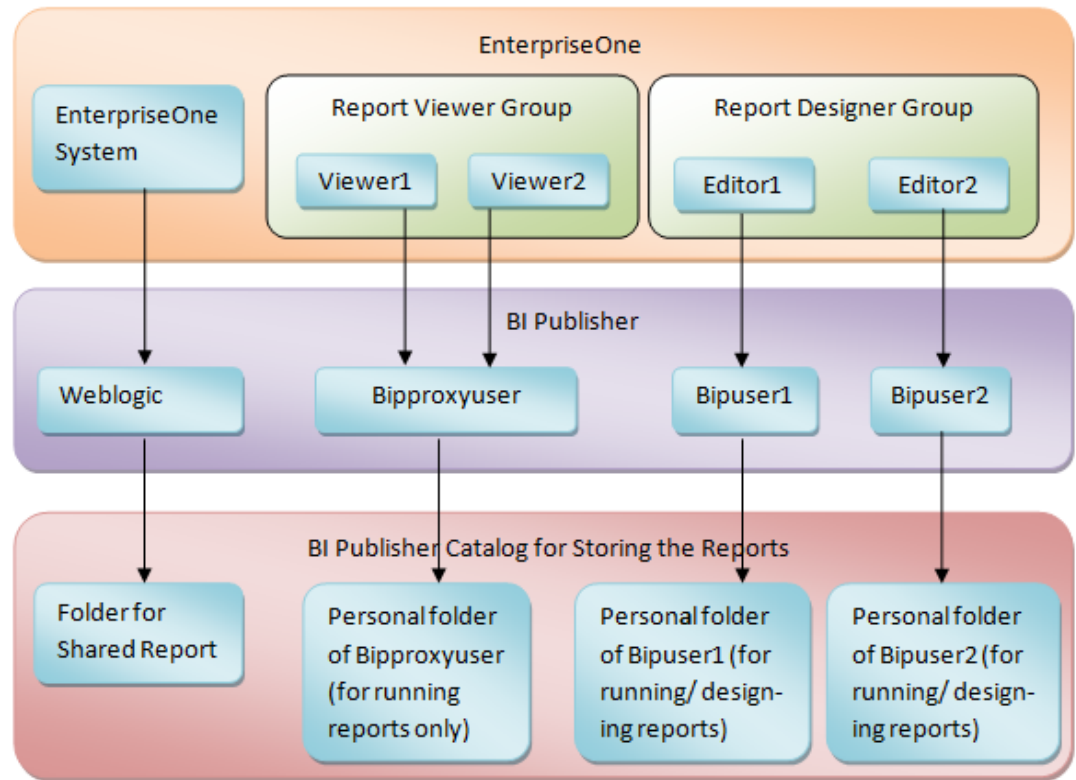 EnterpriseOne
EnterpriseOne
System
Report Viewer Group
Viewer1
Viewer2
Report Designer Group
Editor1
Editor2
BI Publisher
Weblogic
Bipproxyuser
Bipuser1
Bipuser2
BI Publisher Catalog for Storing the Reports
Folder for
Shared Report
Personal folder
of Bipproxyuser
(for running
reports only)
Personal folder
of Bipuser1 (for
running/ design-
ing reports)
Personal folder
of Bipuser2 (for
running/ design-
ing reports)